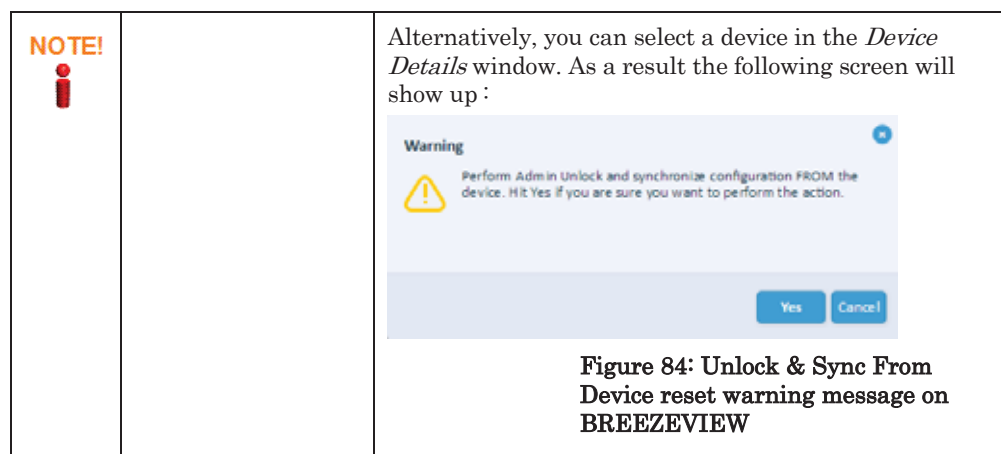 NOTE!
Alternatively, you can select a device in the Device
Details window. As a result the following screen will
show up :
Warning
Perform Admin Unlock and synchronize configuration FROM the
device. Hit Yes if you are sure you want to perform the action.
Yes Cancel
Figure 84: Unlock & Sync From
Device reset warning message on
BREEZEVIEW